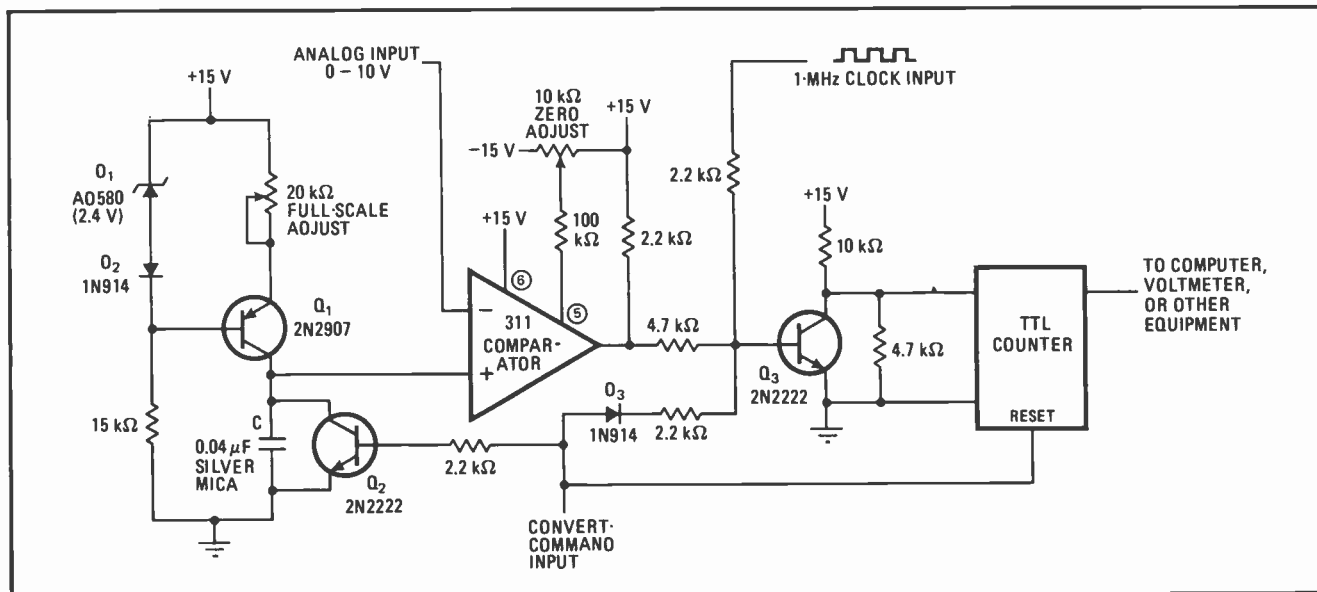 ANALOG INPUT
0 – 10 V
1-MHz CLOCK INPUT
+15 V
10 kΩ
ZERO
AOJUST
+15 V
−15 V
O1
AO580
(2.4 V)
20 kΩ
FULL-SCALE
ADJUST
2.2 kΩ
+15 V
100
kΩ
2.2 kΩ
+15 V
10 kΩ
O2
1N914
6
5
TO COMPUTER,
VOLTMETER,
OR OTHER
EQUIPMENT
Q1
2N2907
−
311
COMPAR-
ATOR
+
4.7 kΩ
4.7 kΩ
TTL
COUNTER
Q3
2N2222
RESET
15 kΩ
C
0.04 μF
SILVER
MICA
O3
1N914
2.2 kΩ
2.2 kΩ
Q2
2N2222
CONVERT-
COMMANO
INPUT